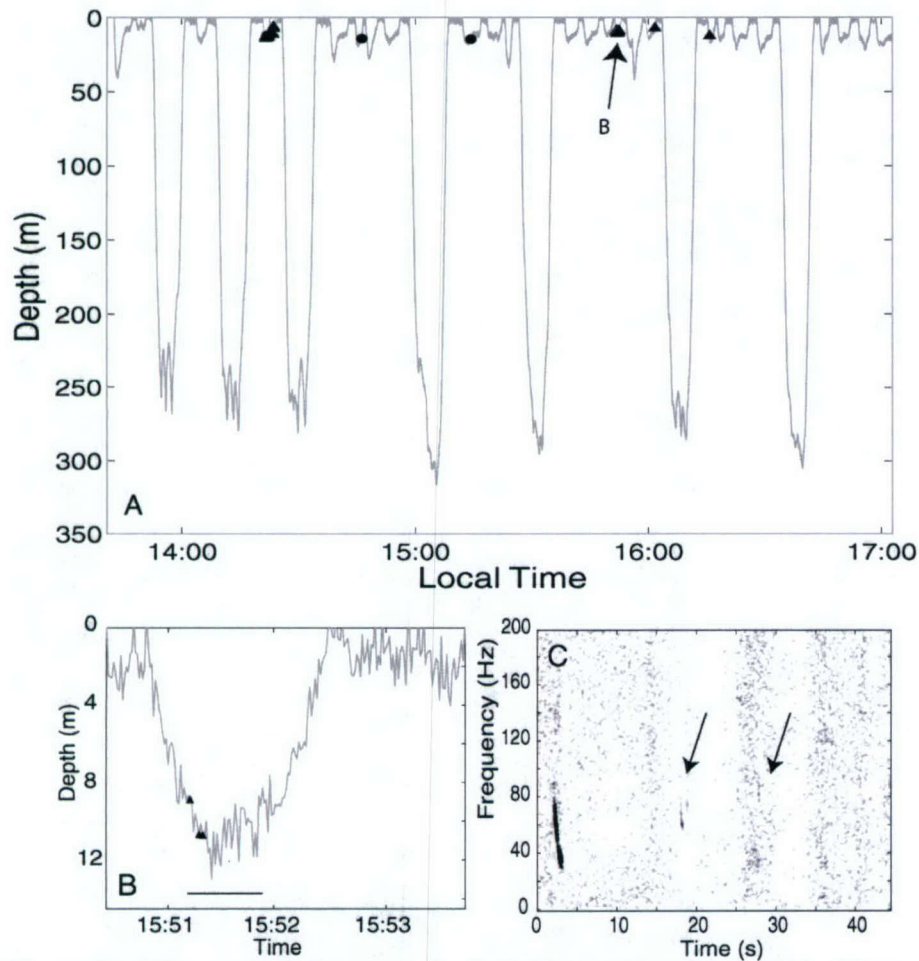 0
50
100
150
200
250
300
350
Depth (m)
B
A
14:00 15:00 16:00 17:00
Local Time
0
4
8
12
Depth (m)
B
15:51 15:52 15:53
Time
200
160
120
80
40
0
Frequency (Hz)
C
0 10 20 30 40
Time (s)